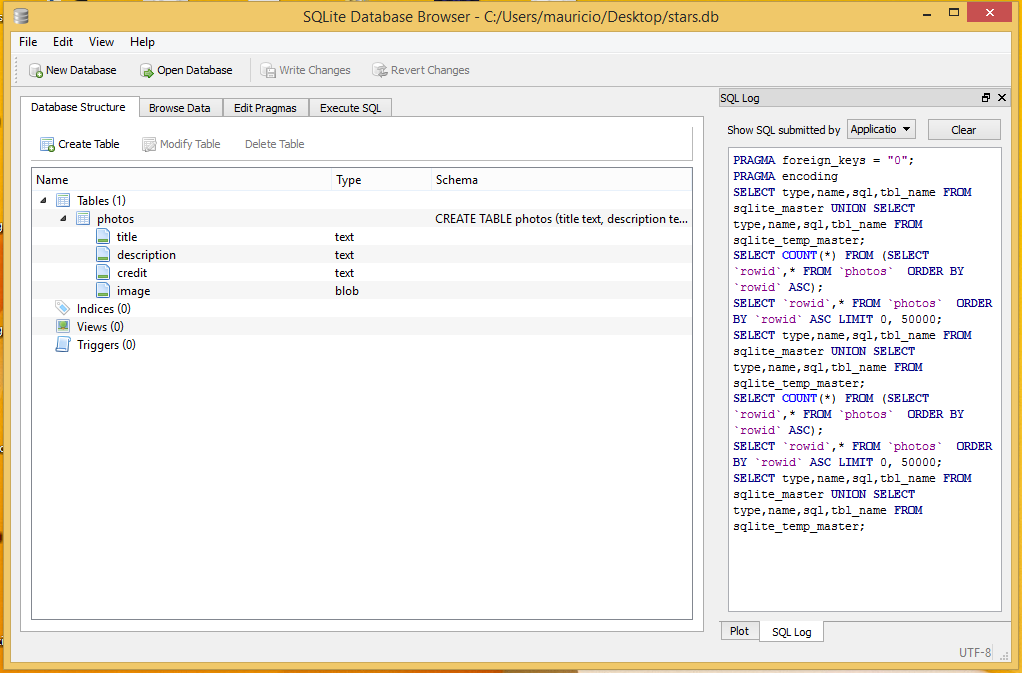 SQLite Database Browser - C:/Users/mauricio/Desktop/stars.db
File Edit View Help
New Database Open Database Write Changes Revert Changes
Database Structure Browse Data Edit Pragmas Execute SQL
Create Table Modify Table Delete Table
Name Type Schema
Tables (1)
photos CREATE TABLE photos (title text, description te...
title text
description text
credit text
image blob
Indices (0)
Views (0)
Triggers (0)
SQL Log
Show SQL submitted by Applicatio Clear
PRAGMA foreign_keys = "0";
PRAGMA encoding
SELECT type,name,sql,tbl_name FROM
sqlite_master UNION SELECT
type,name,sql,tbl_name FROM
sqlite_temp_master;
SELECT COUNT(*) FROM (SELECT
`rowid`,* FROM `photos`  ORDER BY
`rowid` ASC);
SELECT `rowid`,* FROM `photos`  ORDER
BY `rowid` ASC LIMIT 0, 50000;
SELECT type,name,sql,tbl_name FROM
sqlite_master UNION SELECT
type,name,sql,tbl_name FROM
sqlite_temp_master;
SELECT COUNT(*) FROM (SELECT
`rowid`,* FROM `photos`  ORDER BY
`rowid` ASC);
SELECT `rowid`,* FROM `photos`  ORDER
BY `rowid` ASC LIMIT 0, 50000;
SELECT type,name,sql,tbl_name FROM
sqlite_master UNION SELECT
type,name,sql,tbl_name FROM
sqlite_temp_master;
Plot SQL Log
UTF-8